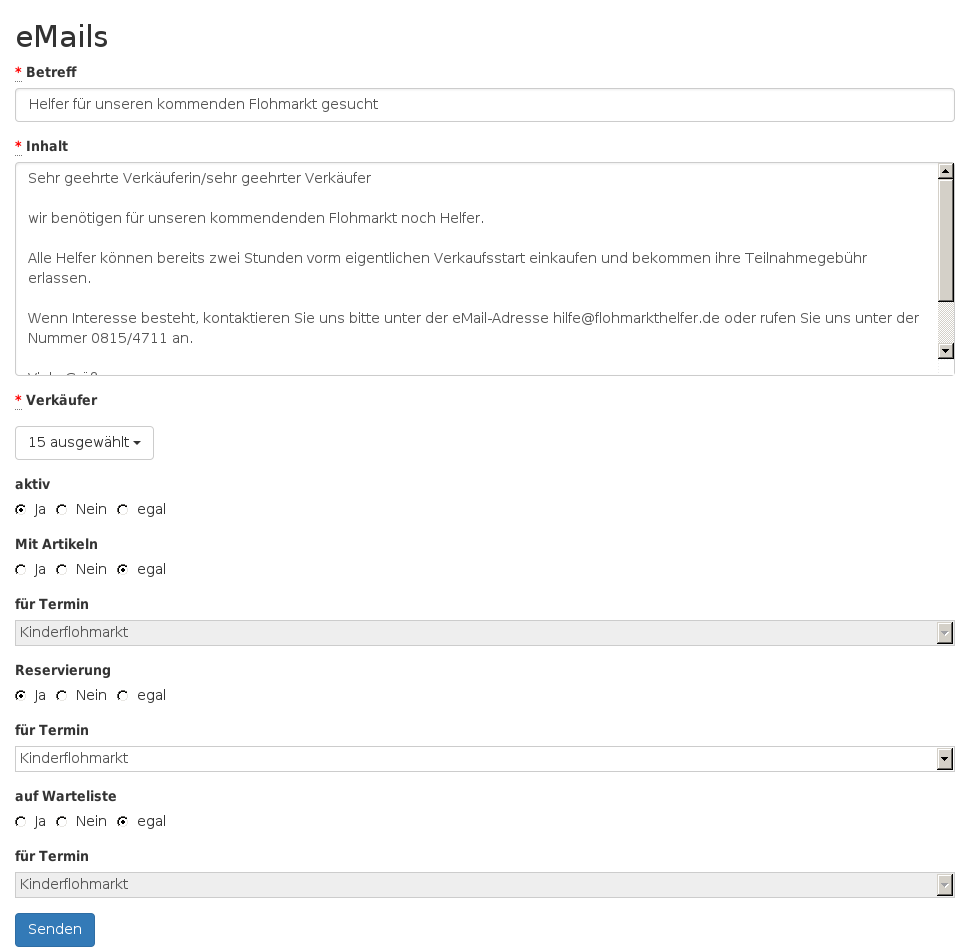 eMails
* Betreff
Helfer für unseren kommenden Flohmarkt gesucht
* Inhalt
Sehr geehrte Verkäuferin/sehr geehrter Verkäufer
wir benötigen für unseren kommendenden Flohmarkt noch Helfer.
Alle Helfer können bereits zwei Stunden vorm eigentlichen Verkaufsstart einkaufen und bekommen ihre Teilnahmegebühr
erlassen.
Wenn Interesse besteht, kontaktieren Sie uns bitte unter der eMail-Adresse hilfe@flohmarkthelfer.de oder rufen Sie uns unter der
Nummer 0815/4711 an.
* Verkäufer
15 ausgewählt
aktiv
Ja Nein egal
Mit Artikeln
Ja Nein egal
für Termin
Kinderflohmarkt
Reservierung
Ja Nein egal
für Termin
Kinderflohmarkt
auf Warteliste
Ja Nein egal
für Termin
Kinderflohmarkt
Senden